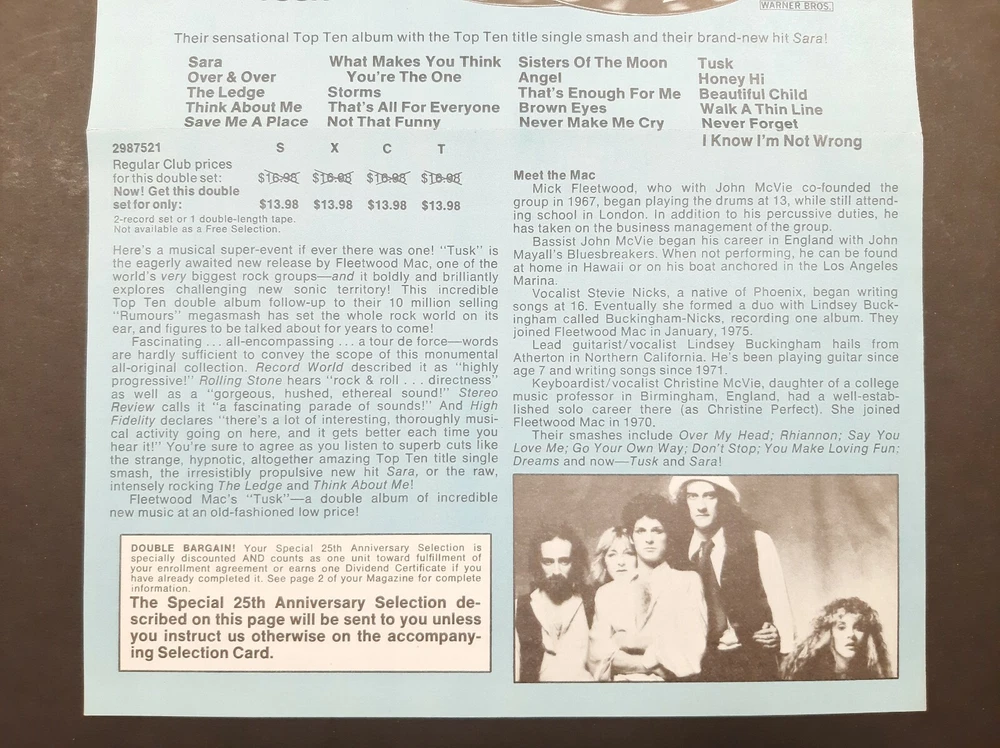 WARNER BROS.
Their sensational Top Ten album with the Top Ten title single smash and their brand-new hit Sara!
Sara
Over & Over
The Ledge
Think About Me
Save Me A Place
What Makes You Think
You're The One
Storms
That's All For Everyone
Not That Funny
Sisters Of The Moon
Angel
That's Enough For Me
Brown Eyes
Never Make Me Cry
Tusk
Honey Hi
Beautiful Child
Walk A Thin Line
Never Forget
I Know I'm Not Wrong
2987521 S X C T
Regular Club prices
for this double set: $16.98 $16.98 $16.98 $16.98
Now! Get this double
set for only: $13.98 $13.98 $13.98 $13.98
2-record set or 1 double-length tape.
Not available as a Free Selection.
Here's a musical super-event if ever there was one! "Tusk" is
the eagerly awaited new release by Fleetwood Mac, one of the
world's very biggest rock groups—and it boldly and brilliantly
explores challenging new sonic territory! This incredible
Top Ten double album follow-up to their 10 million selling
"Rumours" megasmash has set the whole rock world on its
ear, and figures to be talked about for years to come!
Fascinating . . . all-encompassing . . . a tour de force—words
are hardly sufficient to convey the scope of this monumental
all-original collection. Record World described it as "highly
progressive!" Rolling Stone hears "rock & roll . . . directness"
as well as a "gorgeous, hushed, ethereal sound!" Stereo
Review calls it "a fascinating parade of sounds!" And High
Fidelity declares "there's a lot of interesting, thoroughly musi-
cal activity going on here, and it gets better each time you
hear it!" You're sure to agree as you listen to superb cuts like
the strange, hypnotic, altogether amazing Top Ten title single
smash, the irresistibly propulsive new hit Sara, or the raw,
intensely rocking The Ledge and Think About Me!
Fleetwood Mac's "Tusk"—a double album of incredible
new music at an old-fashioned low price!
DOUBLE BARGAIN! Your Special 25th Anniversary Selection is
specially discounted AND counts as one unit toward fulfillment of
your enrollment agreement or earns one Dividend Certificate if you
have already completed it. See page 2 of your Magazine for complete
information.
The Special 25th Anniversary Selection de-
scribed on this page will be sent to you unless
you instruct us otherwise on the accompany-
ing Selection Card.
Meet the Mac
Mick Fleetwood, who with John McVie co-founded the
group in 1967, began playing the drums at 13, while still attend-
ing school in London. In addition to his percussive duties, he
has taken on the business management of the group.
Bassist John McVie began his career in England with John
Mayall's Bluesbreakers. When not performing, he can be found
at home in Hawaii or on his boat anchored in the Los Angeles
Marina.
Vocalist Stevie Nicks, a native of Phoenix, began writing
songs at 16. Eventually she formed a duo with Lindsey Buck-
ingham called Buckingham-Nicks, recording one album. They
joined Fleetwood Mac in January, 1975.
Lead guitarist/vocalist Lindsey Buckingham hails from
Atherton in Northern California. He's been playing guitar since
age 7 and writing songs since 1971.
Keyboardist/vocalist Christine McVie, daughter of a college
music professor in Birmingham, England, had a well-estab-
lished solo career there (as Christine Perfect). She joined
Fleetwood Mac in 1970.
Their smashes include Over My Head; Rhiannon; Say You
Love Me; Go Your Own Way; Don't Stop; You Make Loving Fun;
Dreams and now—Tusk and Sara!